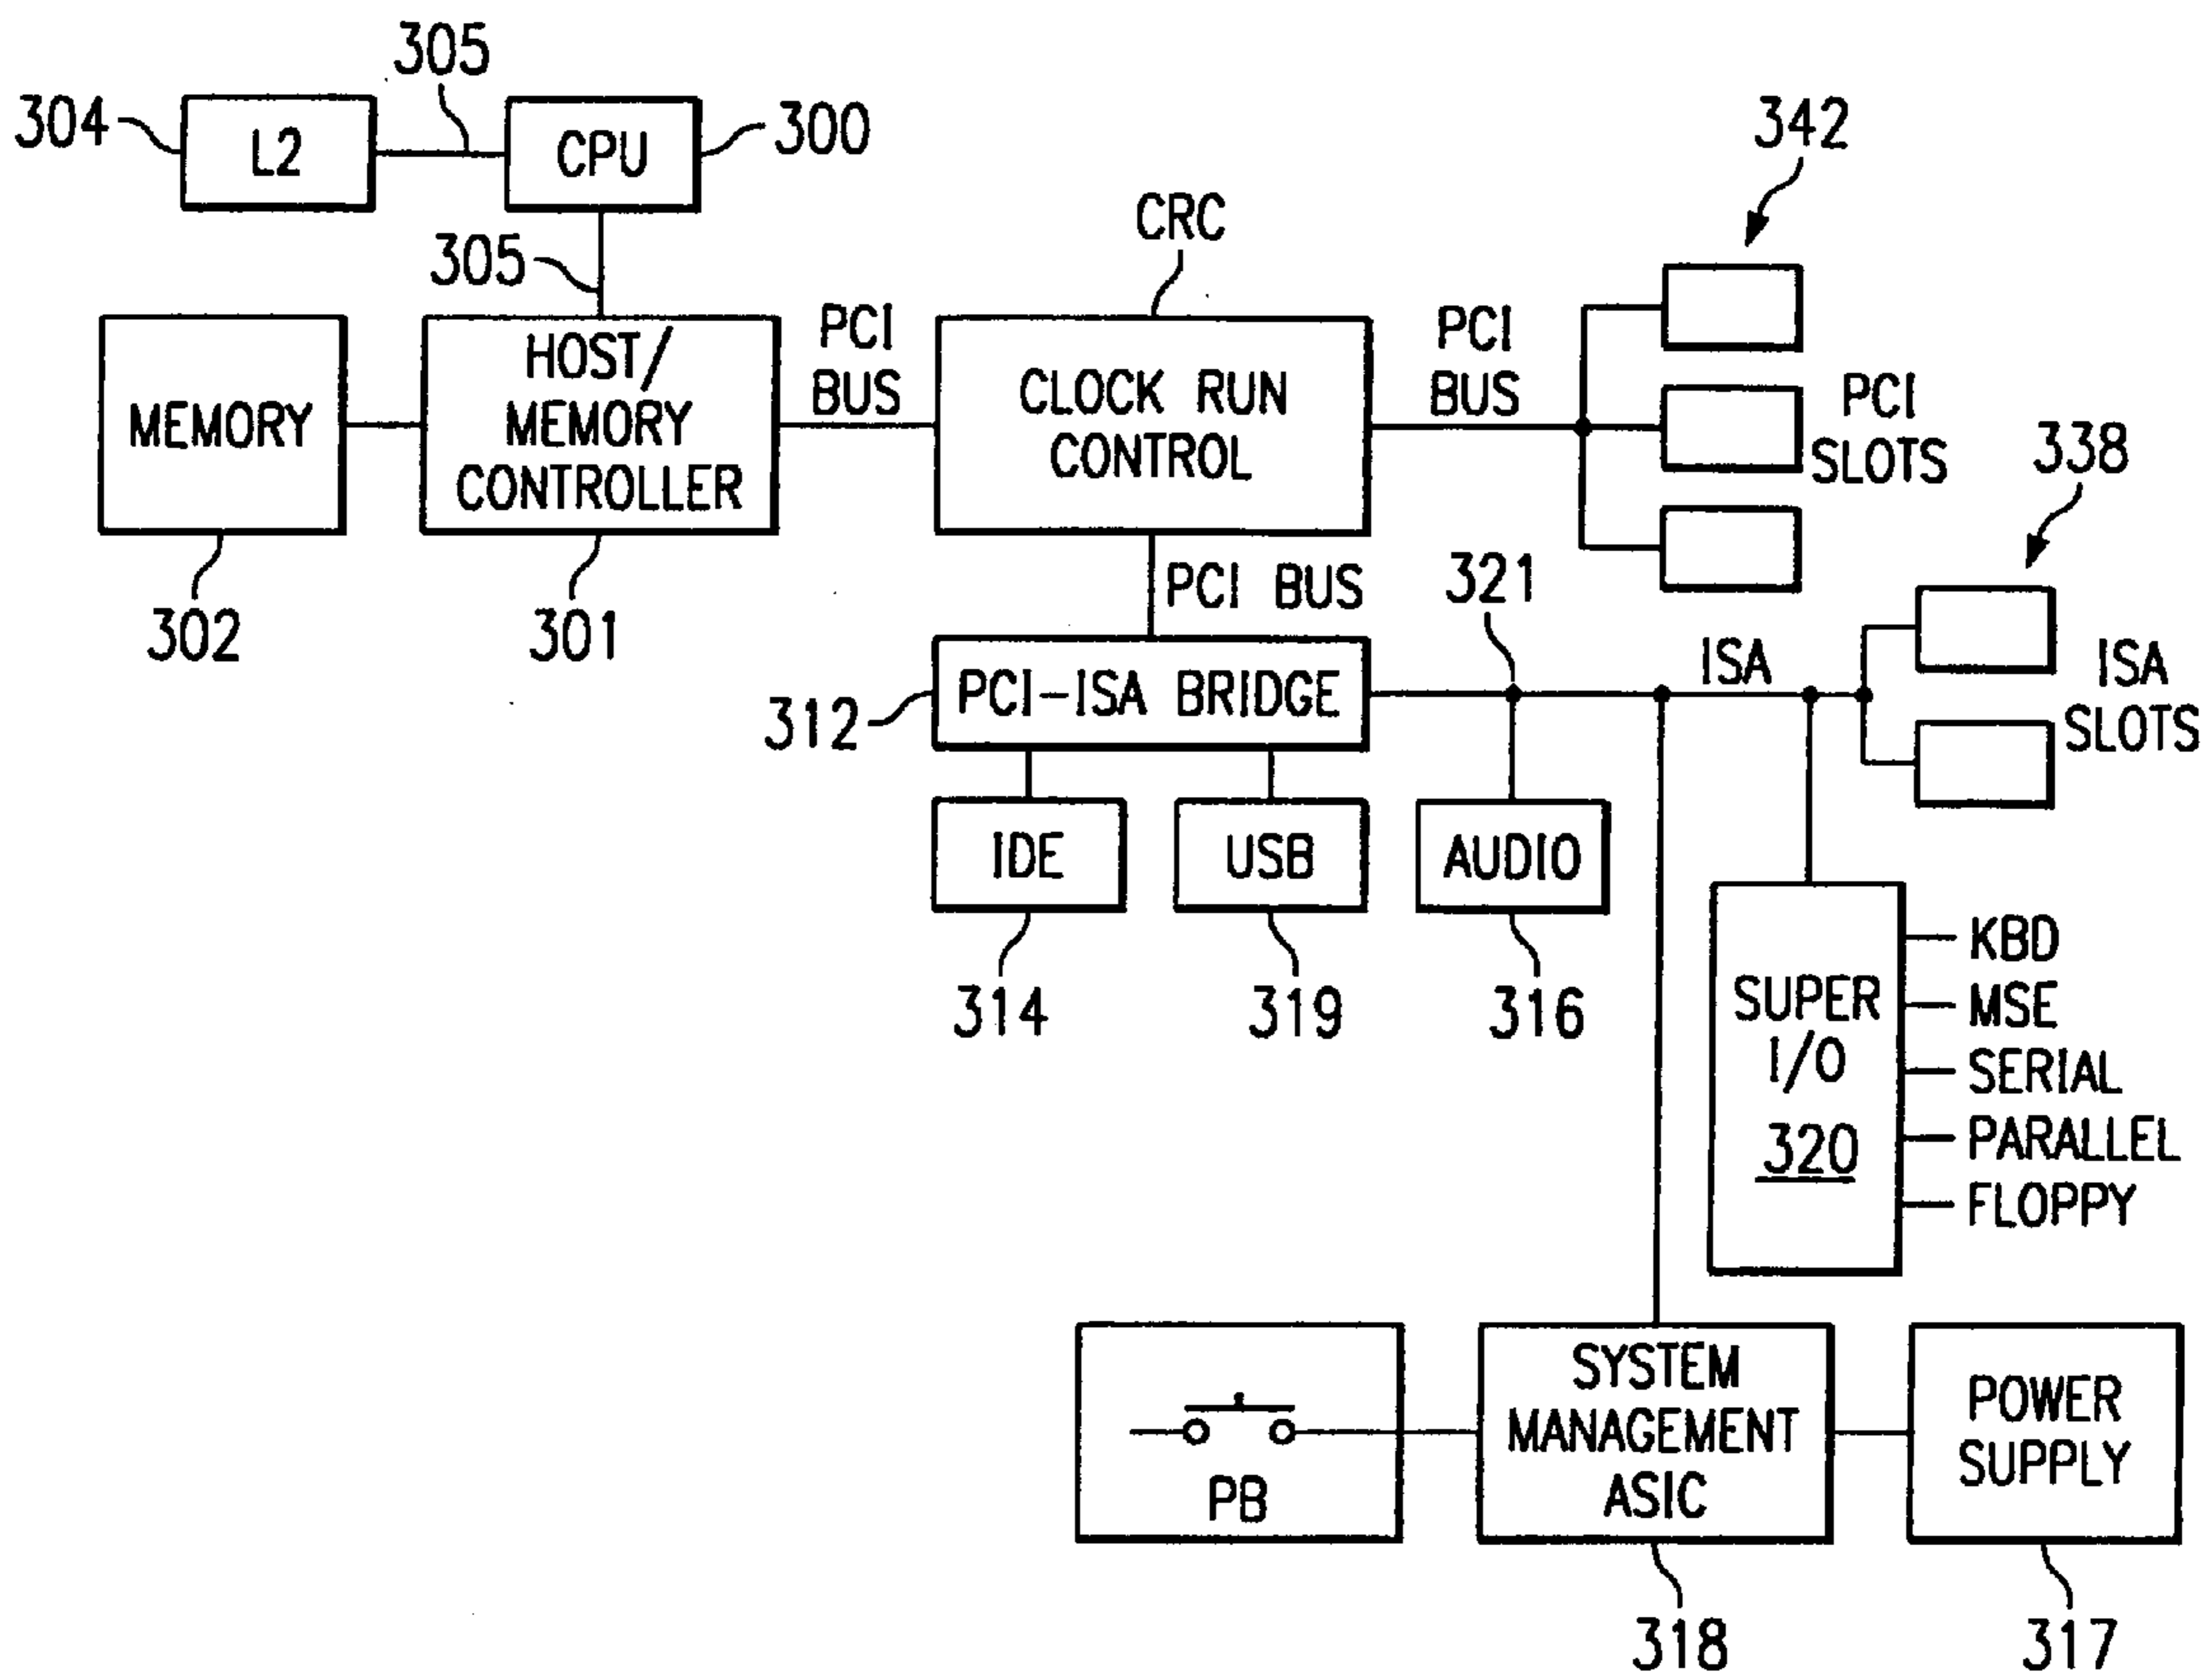 305
304
L2
CPU
300
342
CRC
305
PCI
BUS
PCI
BUS
MEMORY
HOST/
MEMORY
CONTROLLER
CLOCK RUN
CONTROL
PCI
SLOTS
338
302
301
PCI BUS
321
ISA
ISA
SLOTS
312
PCI-ISA BRIDGE
IDE
USB
AUDIO
314
319
316
SUPER
I/O
320
KBD
MSE
SERIAL
PARALLEL
FLOPPY
PB
SYSTEM
MANAGEMENT
ASIC
POWER
SUPPLY
318
317